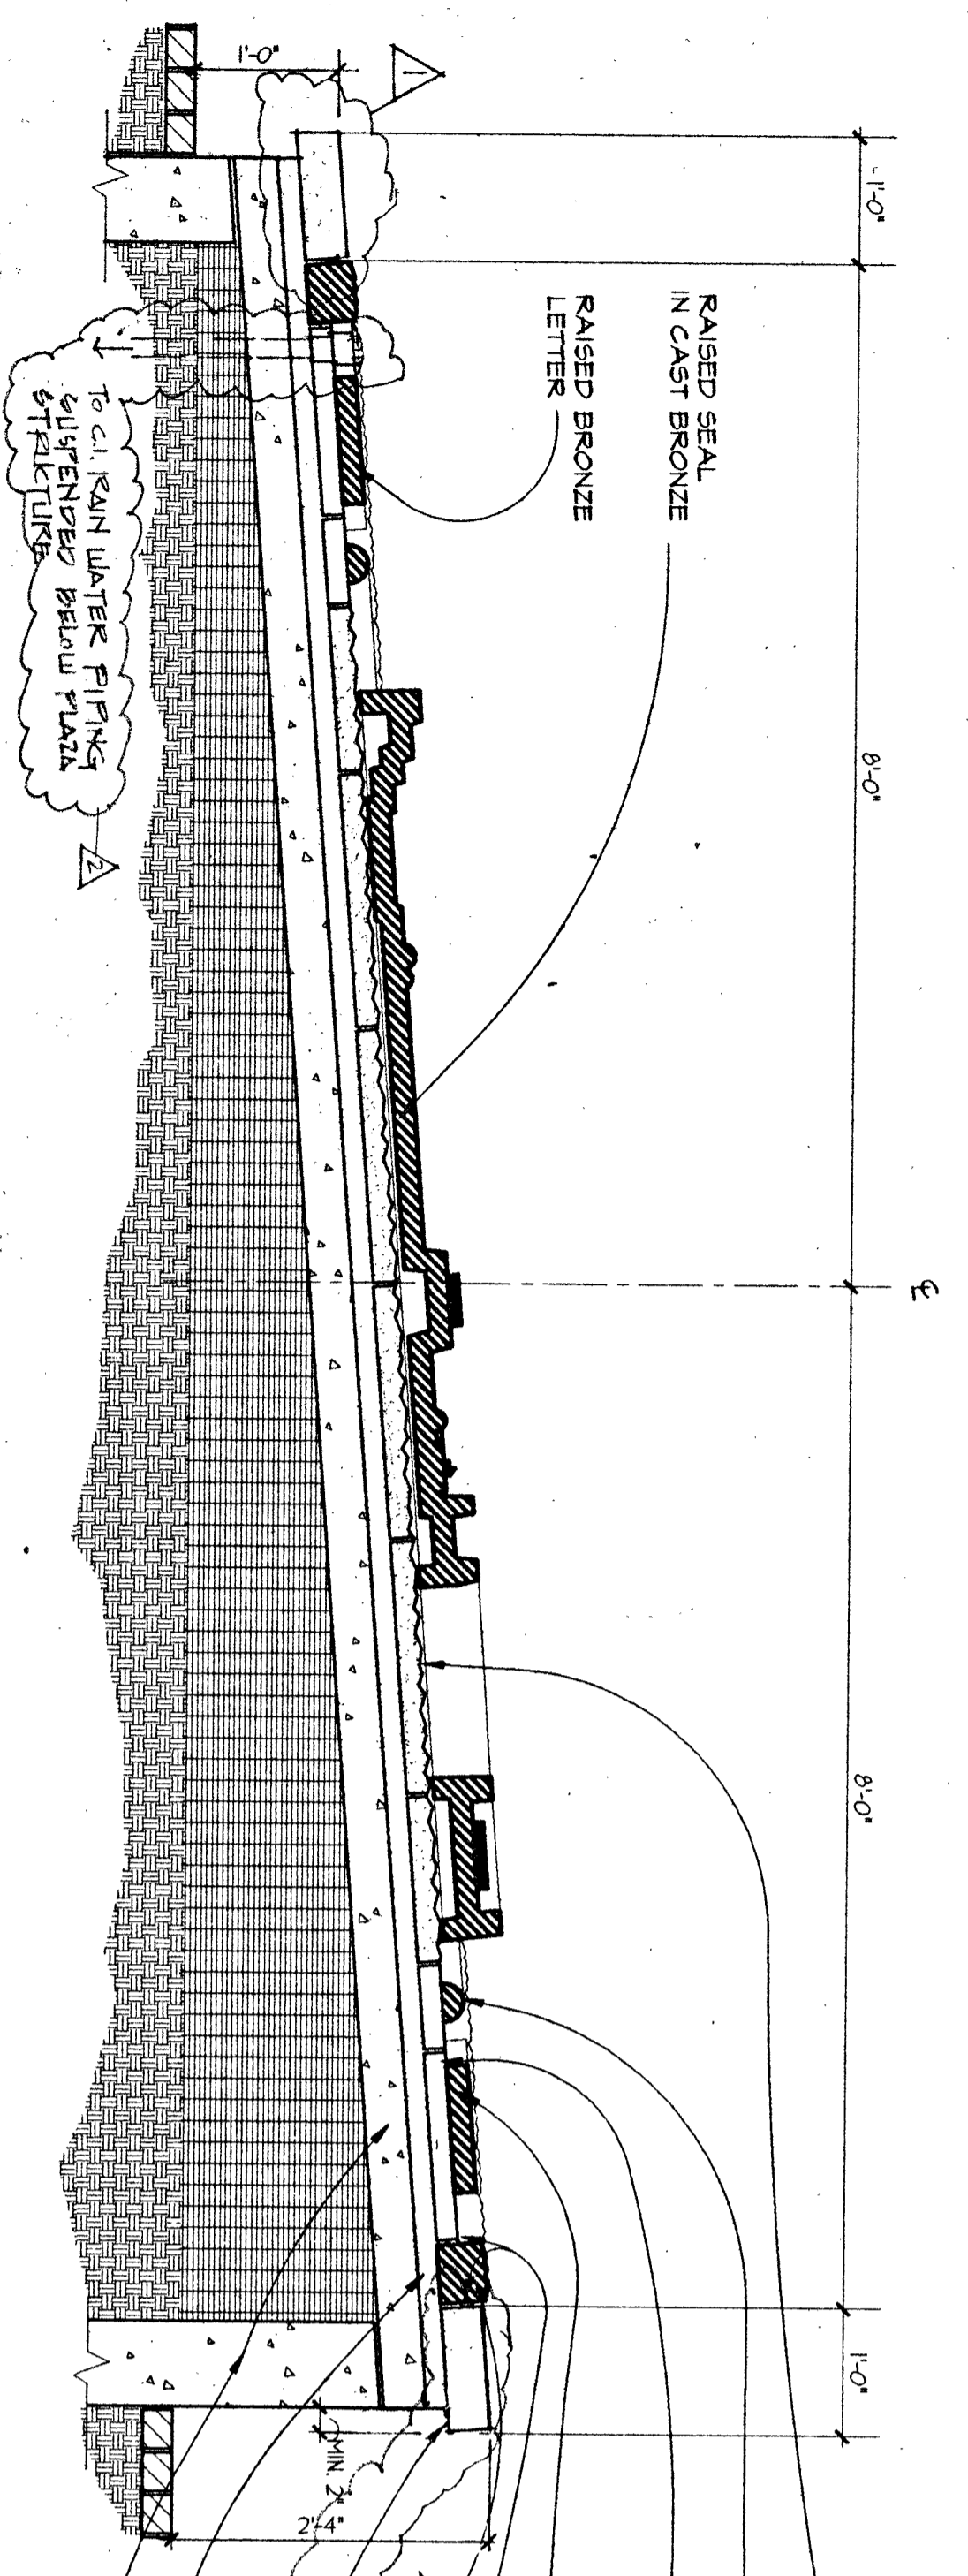 1'-0"
1
1'-0"
RAISED SEAL
IN CAST BRONZE
RAISED BRONZE
LETTER
TO C.I. RAIN WATER PIPING
SUSPENDED BELOW PLAZA
STRUCTURE
2
8'-0"
℄
8'-0"
1'-0"
MIN. 2"
2'-4"